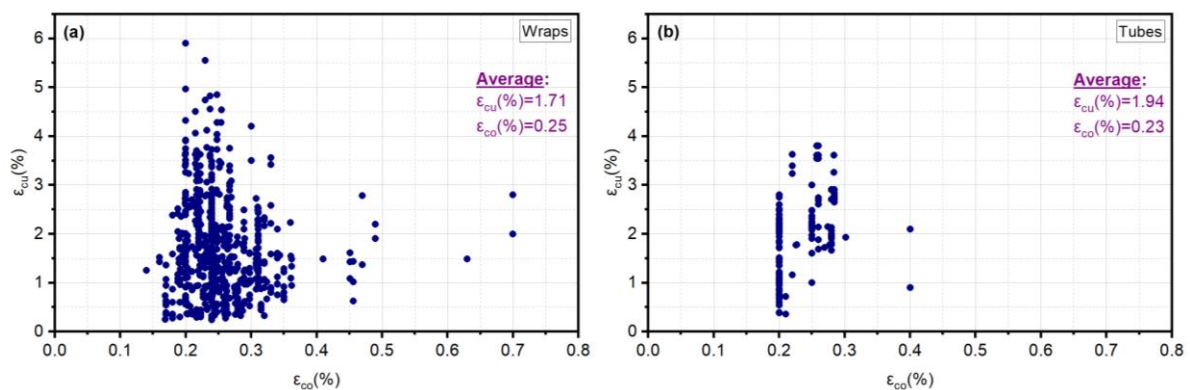 (a)
Wraps
Average:
εcu(%)=1.71
εco(%)=0.25
6
5
4
3
2
1
0
εcu(%)
0.0 0.1 0.2 0.3 0.4 0.5 0.6 0.7 0.8
εco(%)
(b)
Tubes
Average:
εcu(%)=1.94
εco(%)=0.23
6
5
4
3
2
1
0
εcu(%)
0.0 0.1 0.2 0.3 0.4 0.5 0.6 0.7 0.8
εco(%)